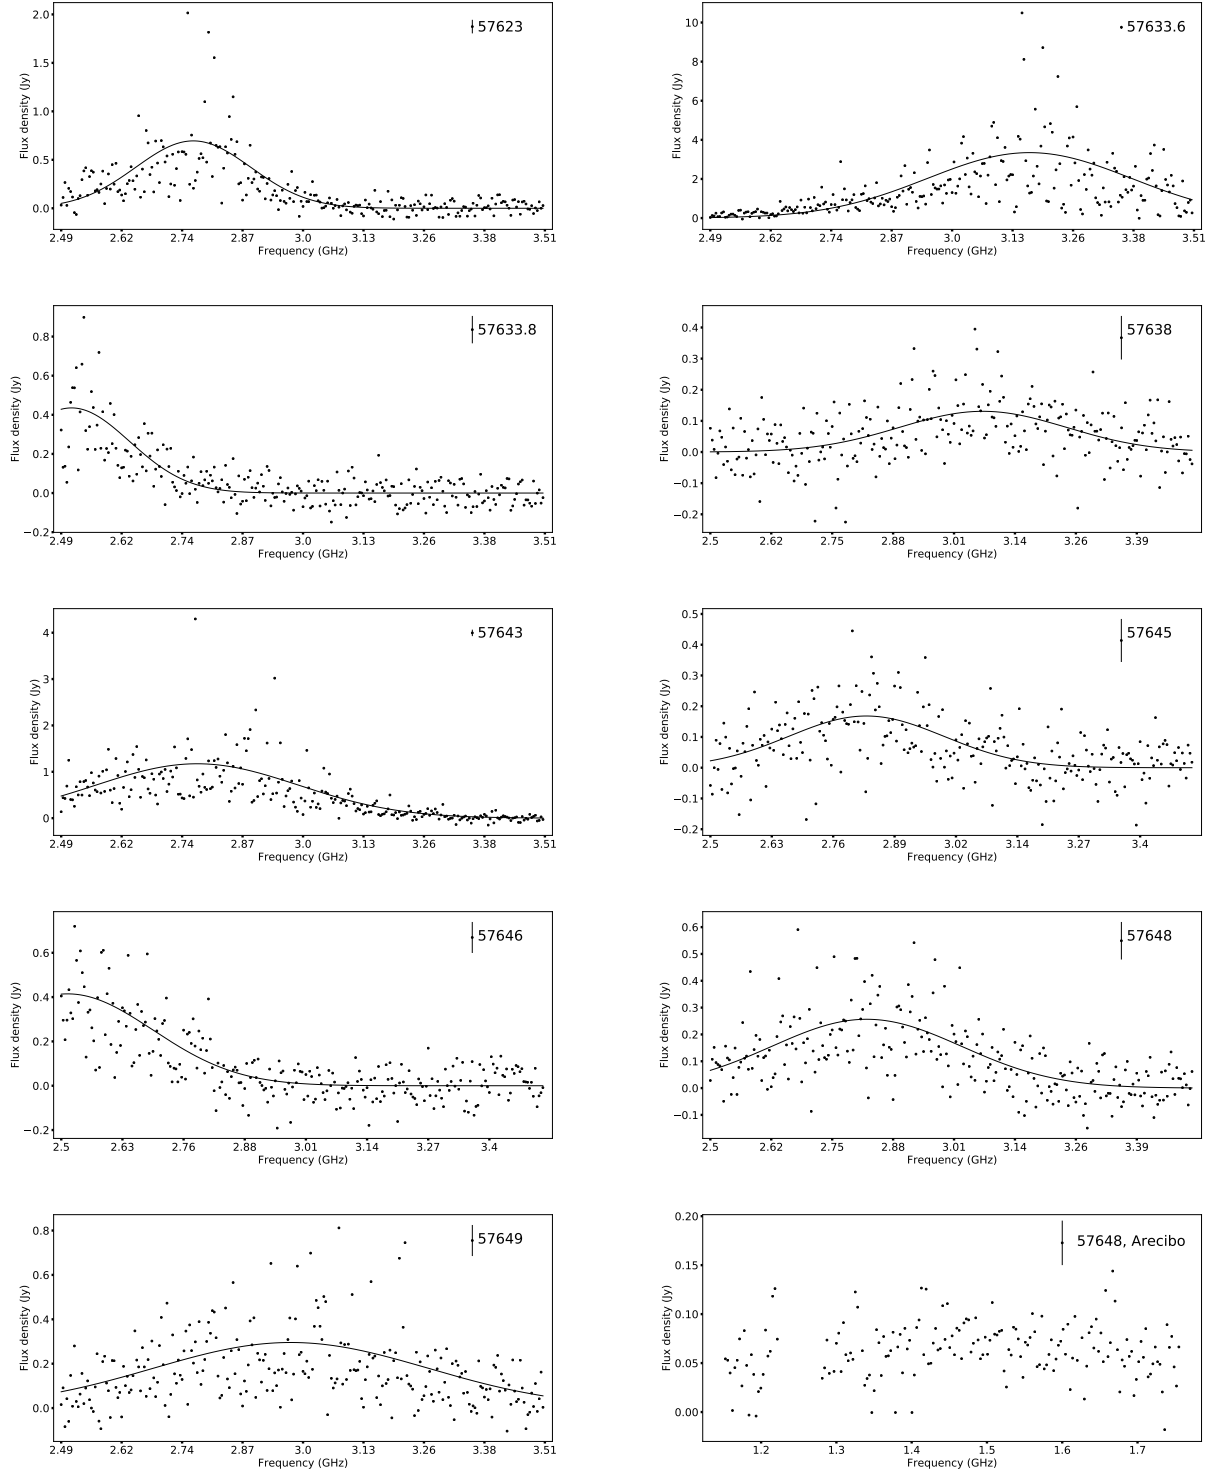 57623
Flux density (Jy)
2.0
1.5
1.0
0.5
0.0
2.49 2.62 2.74 2.87 3.0 3.13 3.26 3.38 3.51
Frequency (GHz)
57633.6
Flux density (Jy)
10
8
6
4
2
0
2.49 2.62 2.74 2.87 3.0 3.13 3.26 3.38 3.51
Frequency (GHz)
57633.8
Flux density (Jy)
0.8
0.6
0.4
0.2
0.0
−0.2
2.49 2.62 2.74 2.87 3.0 3.13 3.26 3.38 3.51
Frequency (GHz)
57638
Flux density (Jy)
0.4
0.3
0.2
0.1
0.0
−0.1
−0.2
2.5 2.62 2.75 2.88 3.01 3.14 3.26 3.39
Frequency (GHz)
57643
Flux density (Jy)
4
3
2
1
0
2.49 2.62 2.74 2.87 3.0 3.13 3.26 3.38 3.51
Frequency (GHz)
57645
Flux density (Jy)
0.5
0.4
0.3
0.2
0.1
0.0
−0.1
−0.2
2.5 2.63 2.76 2.89 3.02 3.14 3.27 3.4
Frequency (GHz)
57646
Flux density (Jy)
0.6
0.4
0.2
0.0
−0.2
2.5 2.63 2.76 2.88 3.01 3.14 3.27 3.4
Frequency (GHz)
57648
Flux density (Jy)
0.6
0.5
0.4
0.3
0.2
0.1
0.0
−0.1
2.5 2.62 2.75 2.88 3.01 3.14 3.26 3.39
Frequency (GHz)
57649
Flux density (Jy)
0.8
0.6
0.4
0.2
0.0
2.49 2.62 2.74 2.87 3.0 3.13 3.26 3.38 3.51
Frequency (GHz)
57648, Arecibo
Flux density (Jy)
0.20
0.15
0.10
0.05
0.00
1.2 1.3 1.4 1.5 1.6 1.7
Frequency (GHz)